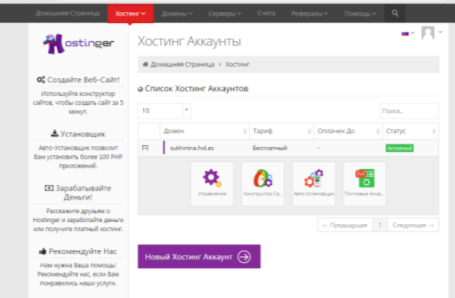 Домашняя Страница Хостинг Домены Серверы Счета Рефералы Помощь
Hostinger
Хостинг Аккаунты
Домашняя Страница › Хостинг
Создайте Веб-Сайт!
Используйте конструктор
сайтов, чтобы создать сайт за 5
минут.
Установщик
Авто-Установщик позволит
Вам установить более 100 PHP
приложений.
Зарабатывайте
Деньги!
Расскажите друзьям о
Hostinger и заработайте деньги
или получите платный хостинг.
Рекомендуйте Нас
Нам нужна Ваша помощь!
Рекомендуйте нас, если Вам
понравились наши услуги.
Список Хостинг Аккаунтов
10 Поиск...
Домен Тариф Оплачен До Статус
sukhinina.hol.es Бесплатный - Активный
Управление Конструктор Са... Авто Установщик Почтовые Акка...
← Предыдущая 1 Следующая →
Новый Хостинг Аккаунт